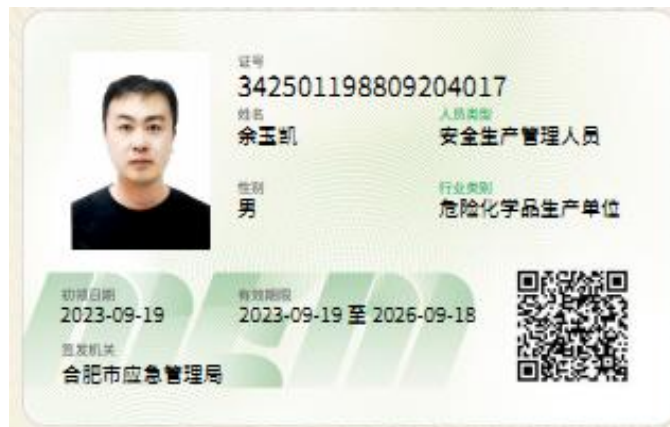 证号
342501198809204017
姓名 人员类型
余玉凯 安全生产管理人员
性别 行业类别
男 危险化学品生产单位
初领日期 有效期限
2023-09-19 2023-09-19 至 2026-09-18
签发机关
合肥市应急管理局